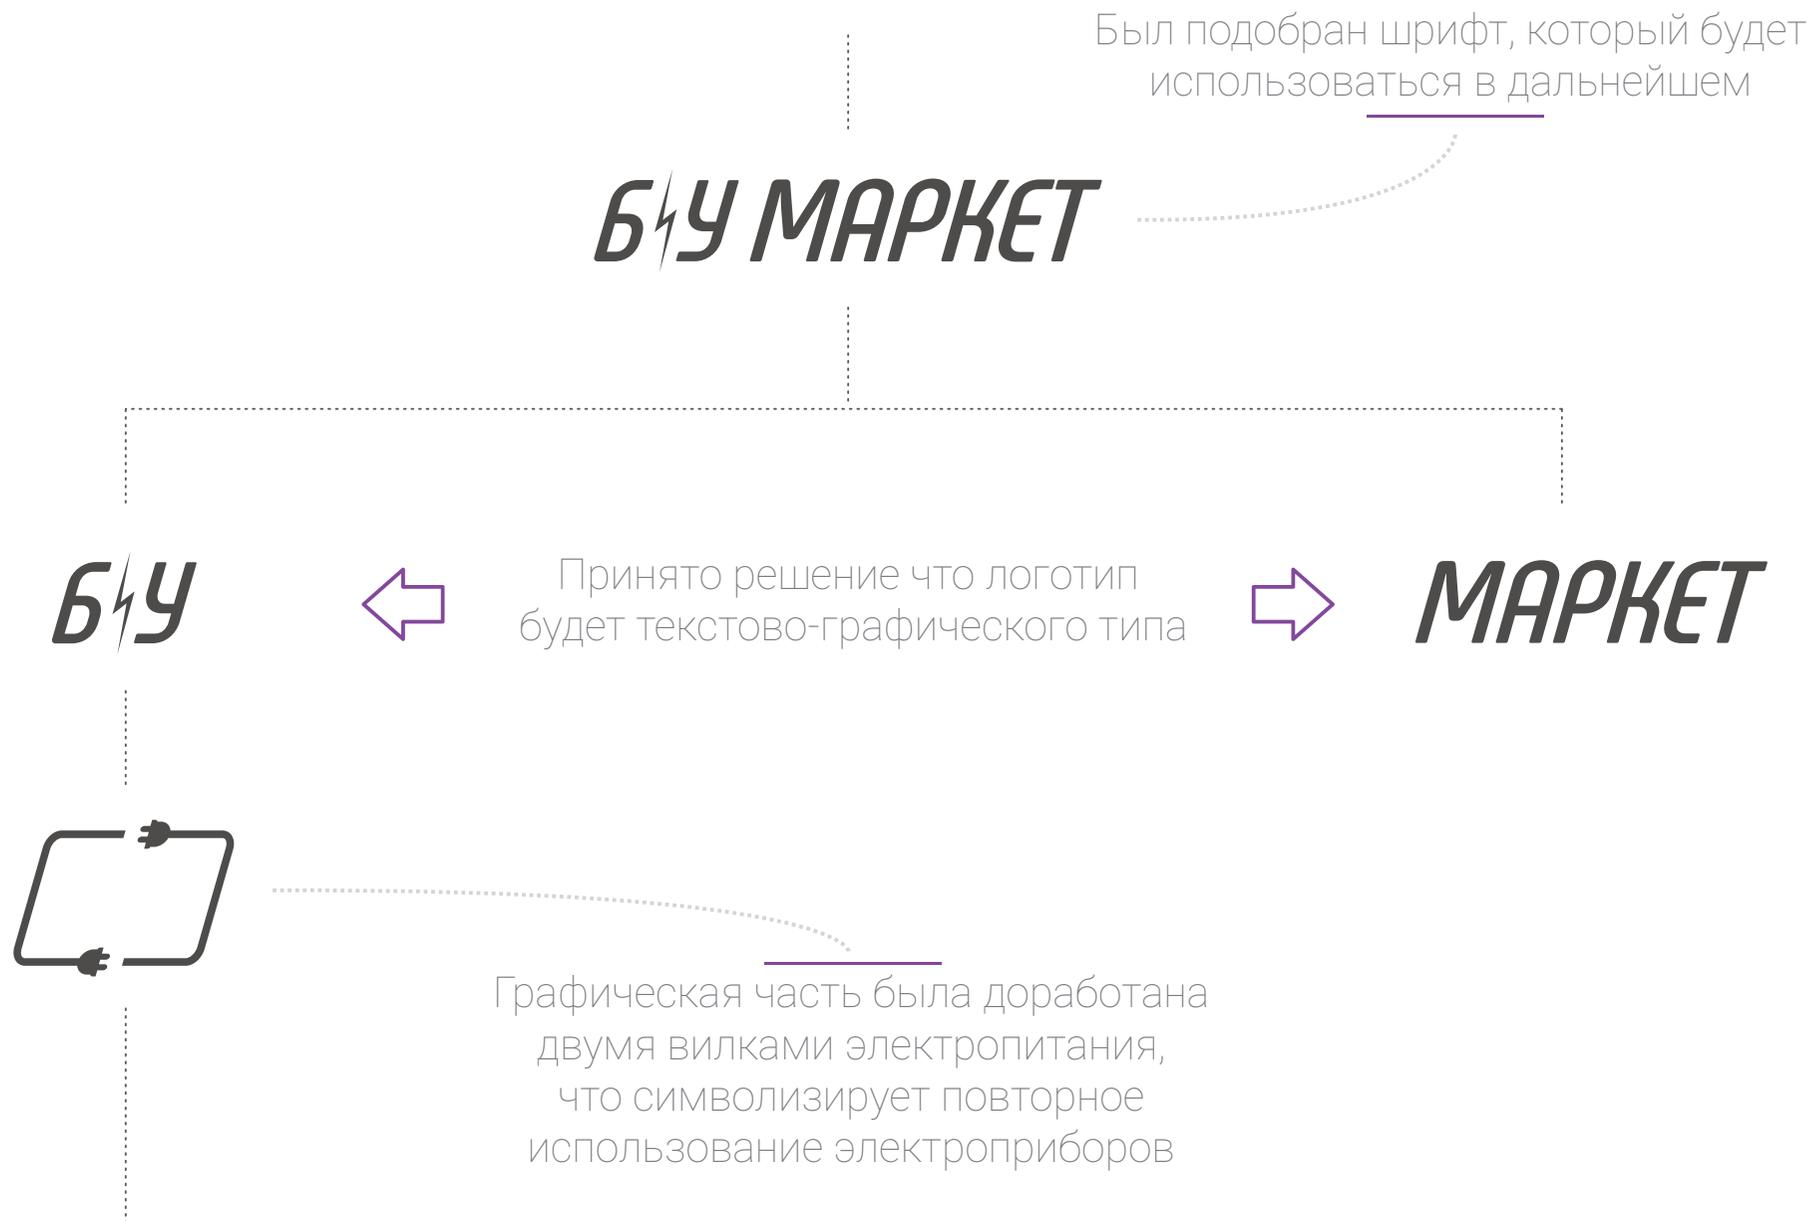 Был подобран шрифт, который будет
использоваться в дальнейшем
Б У МАРКЕТ
Б У
Принято решение что логотип
будет текстово-графического типа
МАРКЕТ
Графическая часть была доработана
двумя вилками электропитания,
что символизирует повторное
использование электроприборов